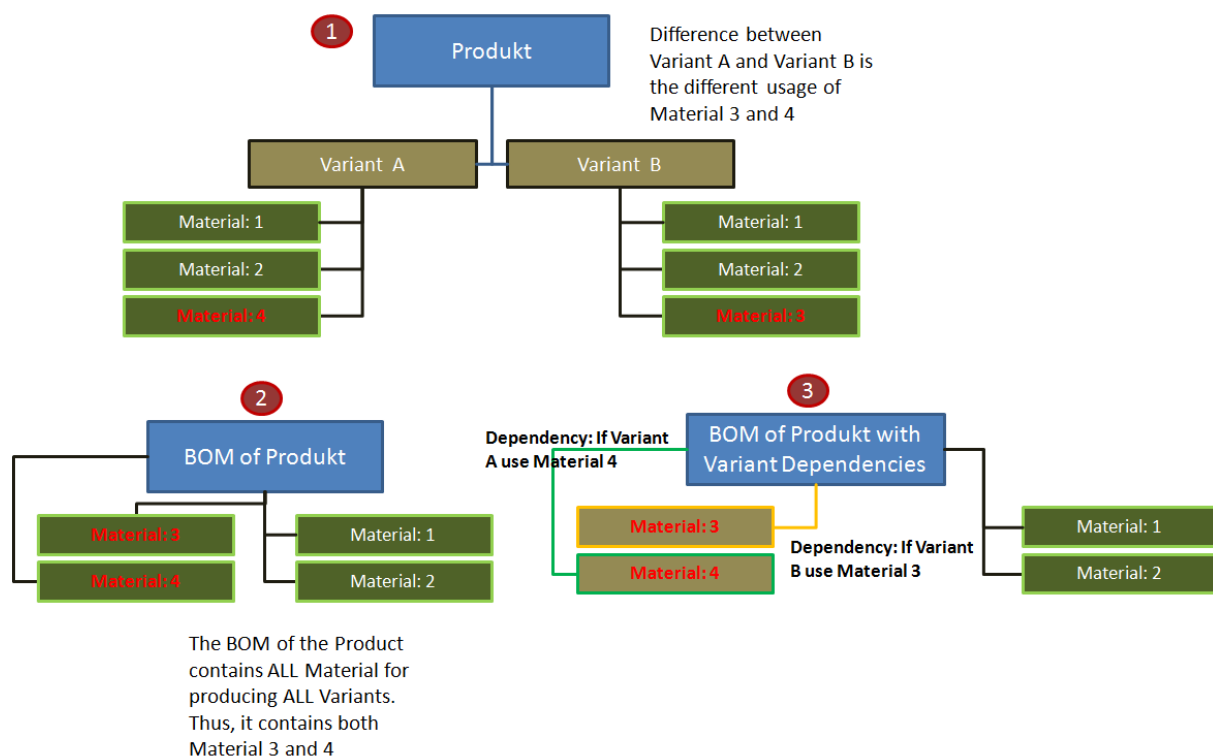 1
Produkt
Difference between
Variant A and Variant B is
the different usage of
Material 3 and 4
Variant A
Variant B
Material: 1
Material: 2
Material: 4
Material: 1
Material: 2
Material: 3
2
BOM of Produkt
Material: 3
Material: 4
Material: 1
Material: 2
The BOM of the Product
contains ALL Material for
producing ALL Variants.
Thus, it contains both
Material 3 and 4
3
Dependency: If Variant
A use Material 4
BOM of Produkt with
Variant Dependencies
Material: 3
Material: 4
Dependency: If Variant
B use Material 3
Material: 1
Material: 2